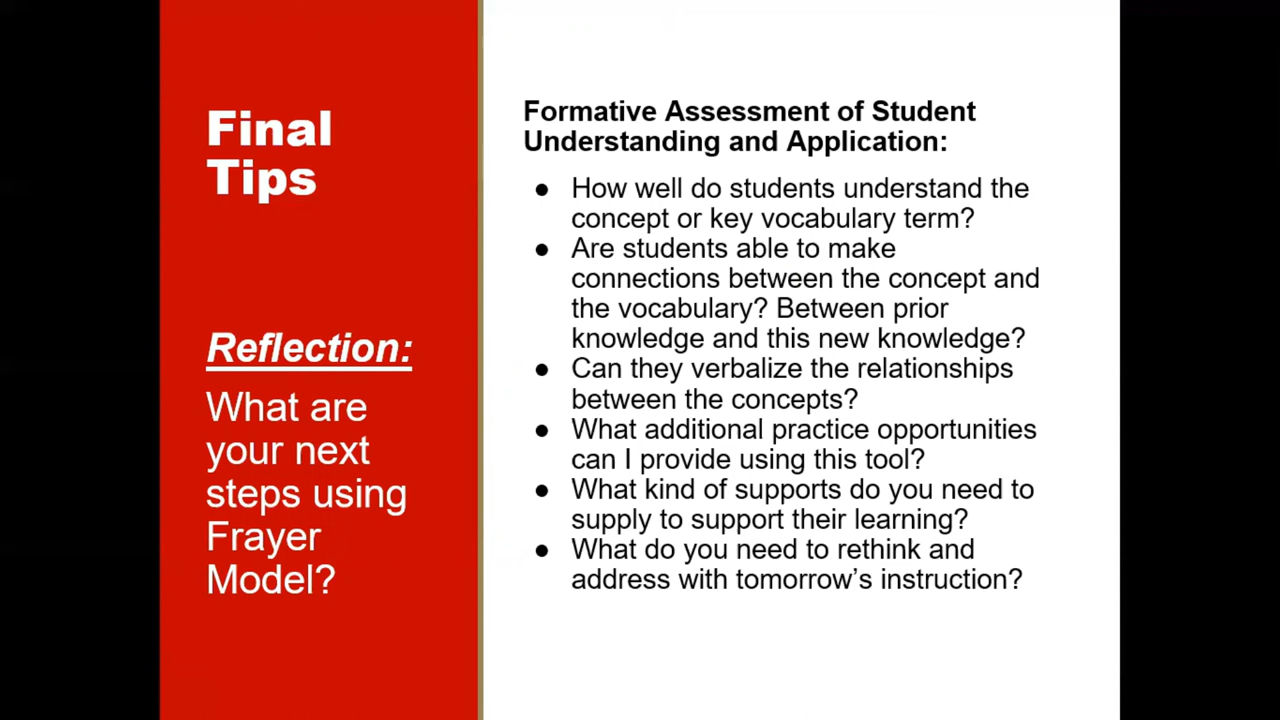 Final
Tips
Reflection:
What are
your next
steps using
Frayer
Model?
Formative Assessment of Student
Understanding and Application:
● How well do students understand the
concept or key vocabulary term?
● Are students able to make
connections between the concept and
the vocabulary? Between prior
knowledge and this new knowledge?
● Can they verbalize the relationships
between the concepts?
● What additional practice opportunities
can I provide using this tool?
● What kind of supports do you need to
supply to support their learning?
● What do you need to rethink and
address with tomorrow’s instruction?